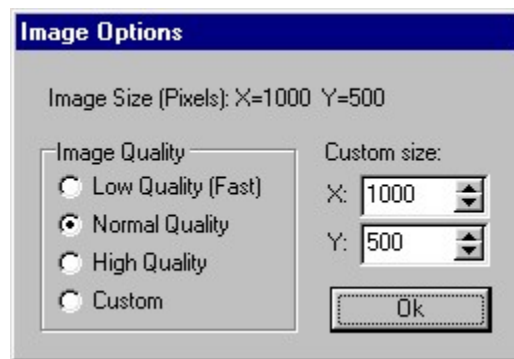 Image Options
Image Size (Pixels): X=1000 Y=500
Image Quality
Low Quality (Fast)
Normal Quality
High Quality
Custom
Custom size:
X: 1000
Y: 500
Ok